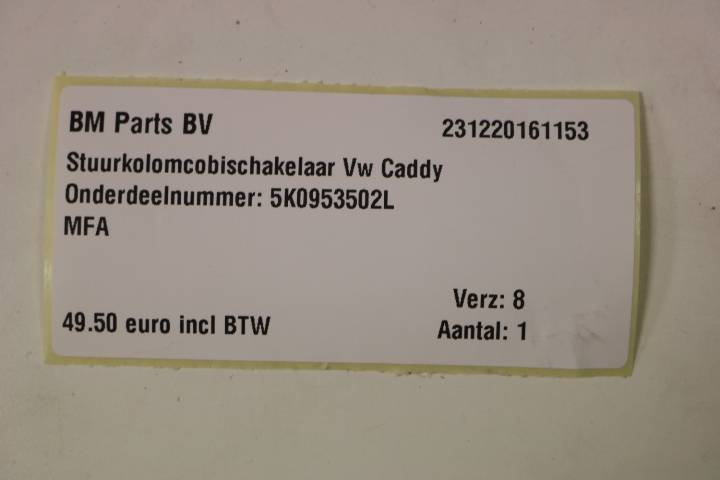 BM Parts BV 231220161153
Stuurkolomcobischakelaar Vw Caddy
Onderdeelnummer: 5K0953502L
MFA
Verz: 8
49.50 euro incl BTW Aantal: 1